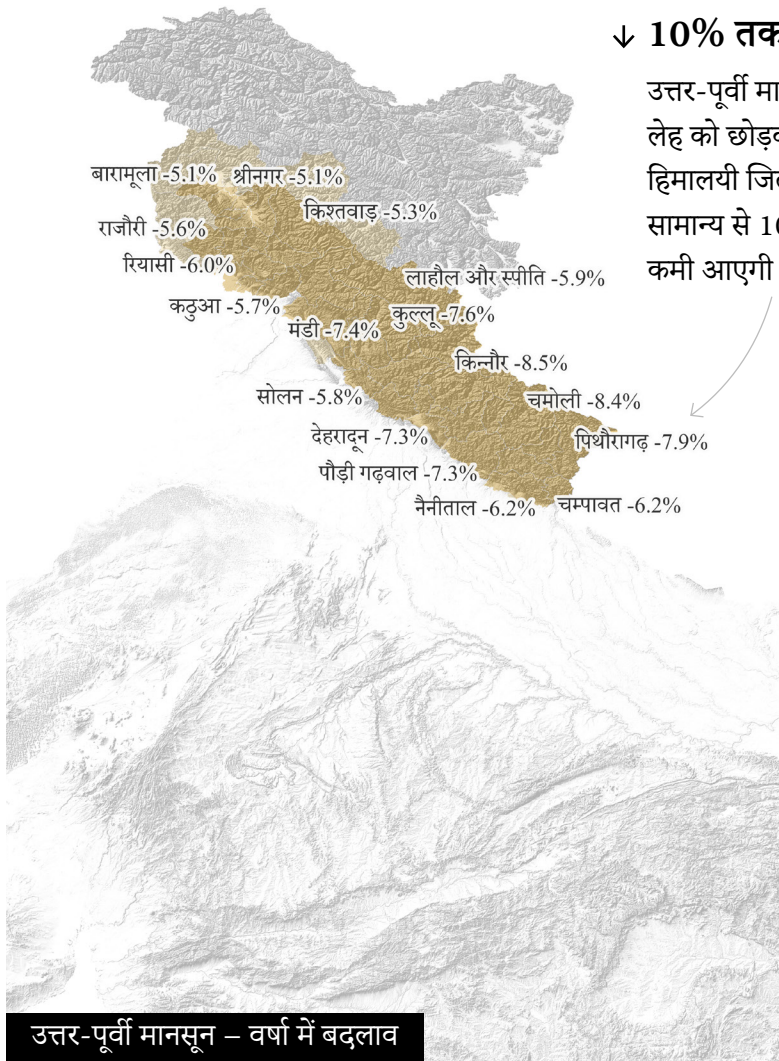 ↓ 10% तक
उत्तर-पूर्वी
लेह को
हिमालयी
सामान्य से
कमी आएगी
बारामूला -5.1%
श्रीनगर -5.1%
किश्तवाड़ -5.3%
राजौरी -5.6%
रियासी -6.0%
लाहौल और स्पीति -5.9%
कठुआ -5.7%
कुल्लू -7.6%
मंडी -7.4%
किन्नौर -8.5%
सोलन -5.8%
चमोली -8.4%
देहरादून -7.3%
पिथौरागढ़ -7.9%
पौड़ी गढ़वाल -7.3%
नैनीताल -6.2%
चम्पावत -6.2%
उत्तर-पूर्वी मानसून – वर्षा में बदलाव